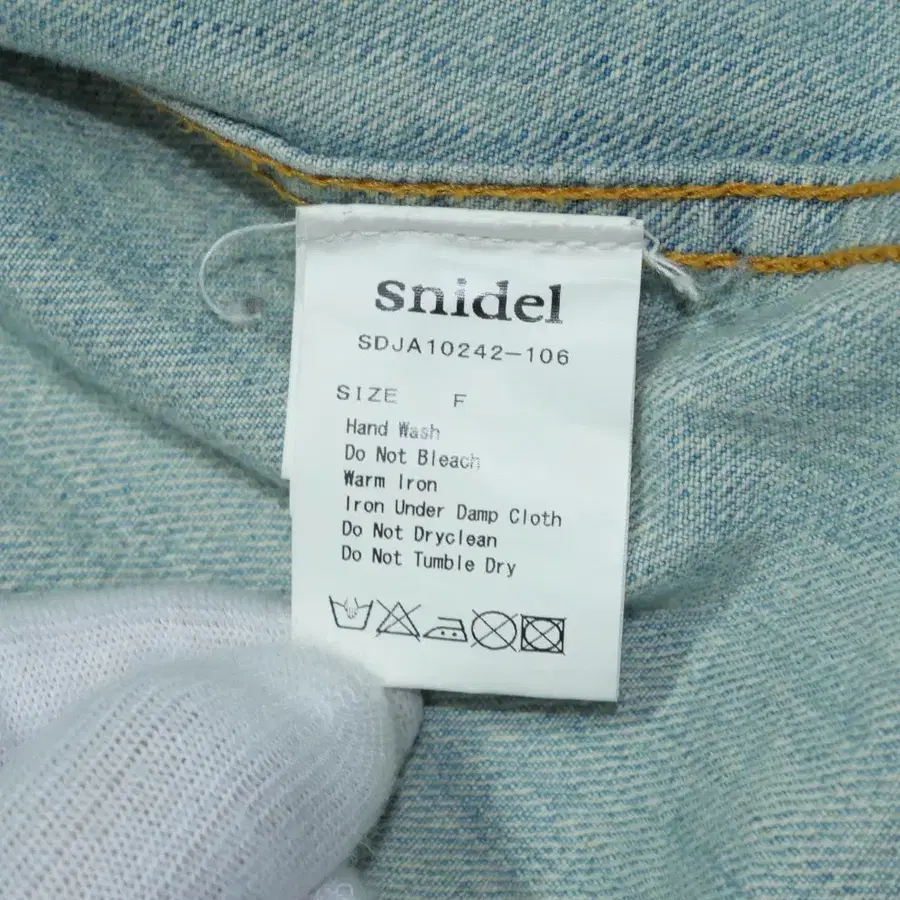 snidel
SDJA10242-106
SIZE F
Hand Wash
Do Not Bleach
Warm Iron
Iron Under Damp Cloth
Do Not Dryclean
Do Not Tumble Dry